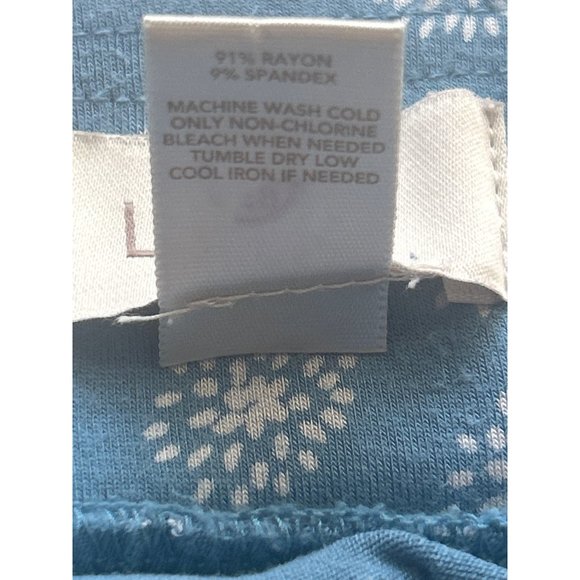 91% RAYON
9% SPANDEX
MACHINE WASH COLD
ONLY NON-CHLORINE
BLEACH WHEN NEEDED
TUMBLE DRY LOW
COOL IRON IF NEEDED
L